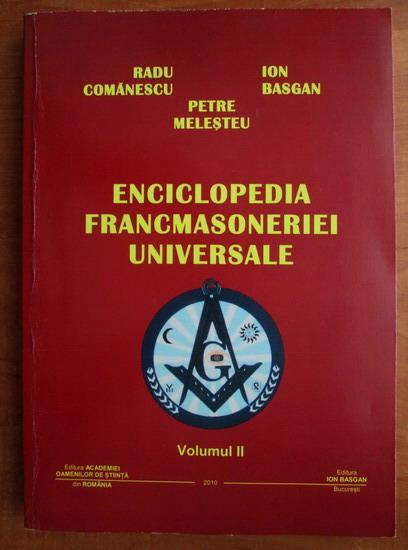 RADU
COMĂNESCU
ION
BASGAN
PETRE
MELEȘTEU
ENCICLOPEDIA
FRANCMASONERIEI
UNIVERSALE
G
Volumul II
Editura ACADEMIEI
OAMENILOR DE ȘTIINȚĂ
din ROMÂNIA
2010
Editura
ION BASGAN
București